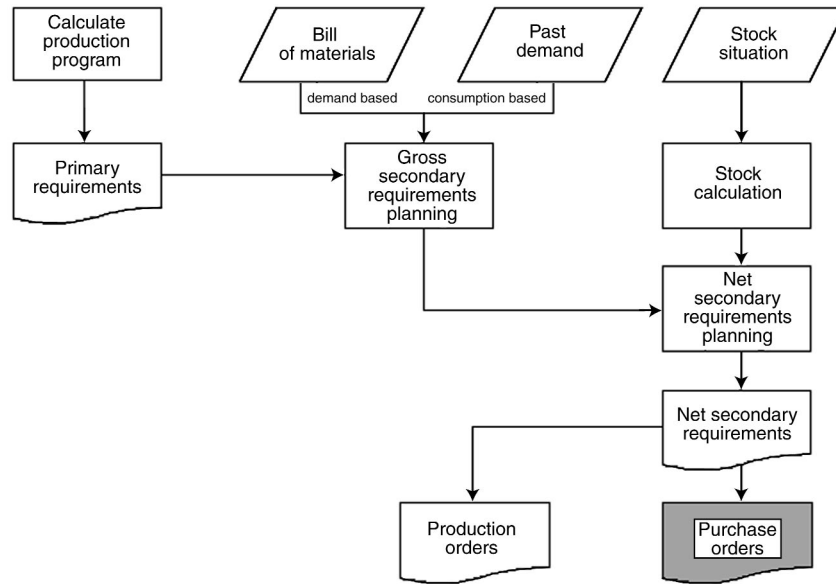 Calculate
production
program
Bill
of materials
Past
demand
Stock
situation
demand based
consumption based
Primary
requirements
Gross
secondary
requirements
planning
Stock
calculation
Net
secondary
requirements
planning
Net secondary
requirements
Production
orders
Purchase
orders